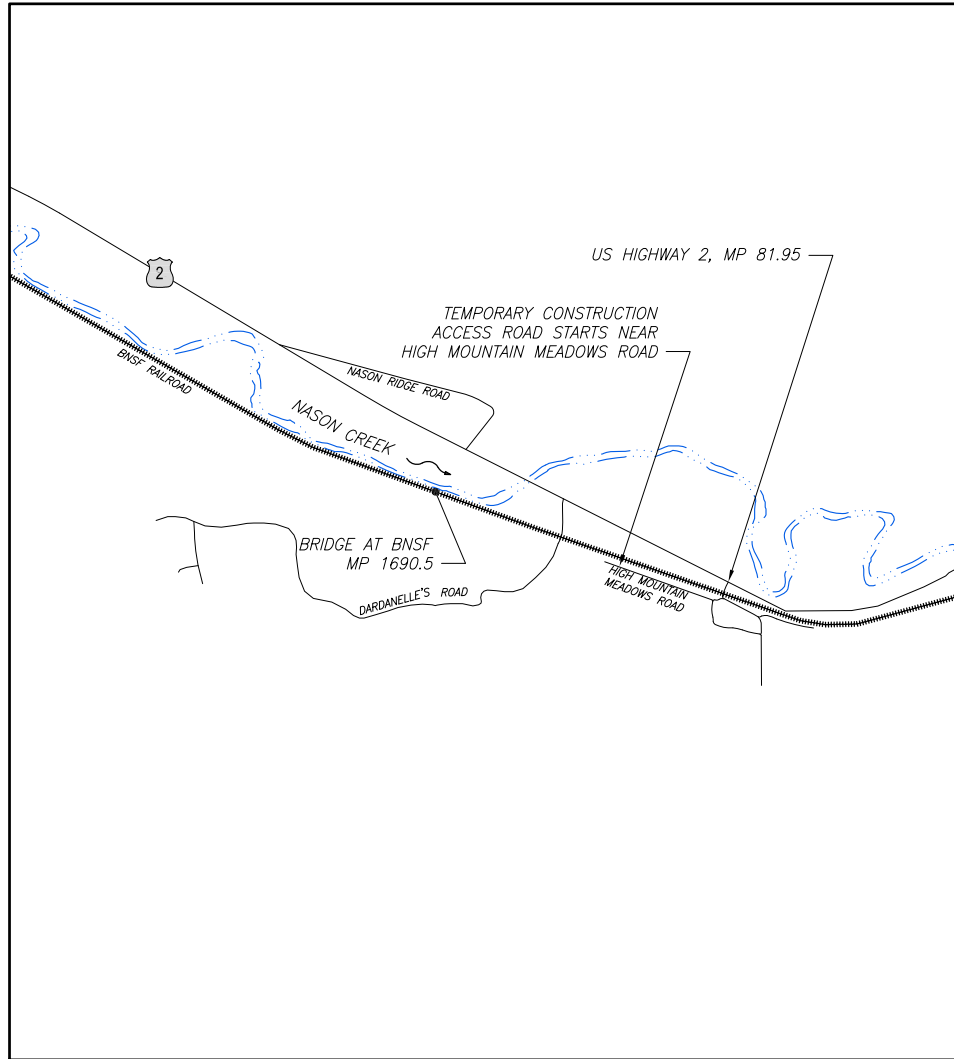 US HIGHWAY 2, MP 81.95
2
TEMPORARY CONSTRUCTION
ACCESS ROAD STARTS NEAR
HIGH MOUNTAIN MEADOWS ROAD
BNSF RAILROAD
NASON RIDGE ROAD
NASON CREEK
BRIDGE AT BNSF
MP 1690.5
HIGH MOUNTAIN
MEADOWS ROAD
DARDANELLE'S ROAD